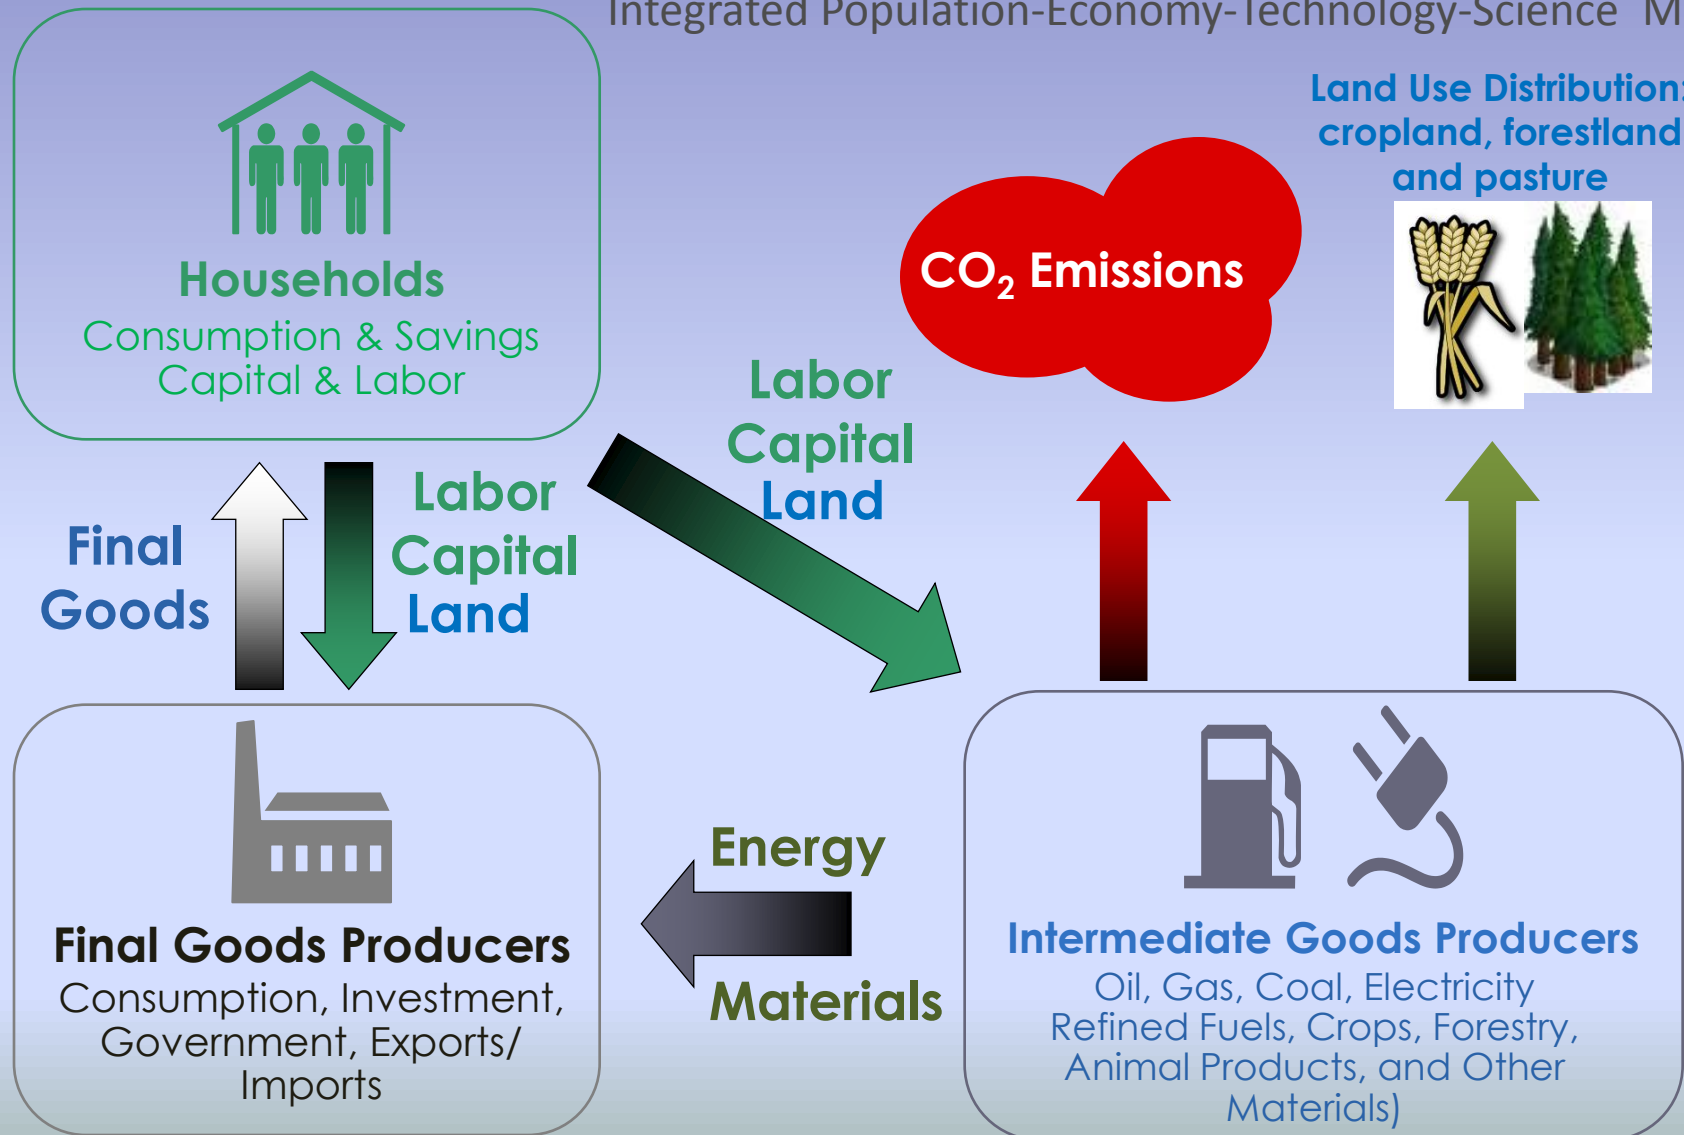 Integrated Population-Economy-Technology-Science
Land Use Distribution:
cropland, forestland
and pasture
Households
Consumption & Savings
Capital & Labor
CO₂ Emissions
Labor
Capital
Land
Final
Goods
Labor
Capital
Land
Energy
Materials
Final Goods Producers
Consumption, Investment,
Government, Exports/
Imports
Intermediate Goods Producers
Oil, Gas, Coal, Electricity
Refined Fuels, Crops, Forestry,
Animal Products, and Other
Materials)